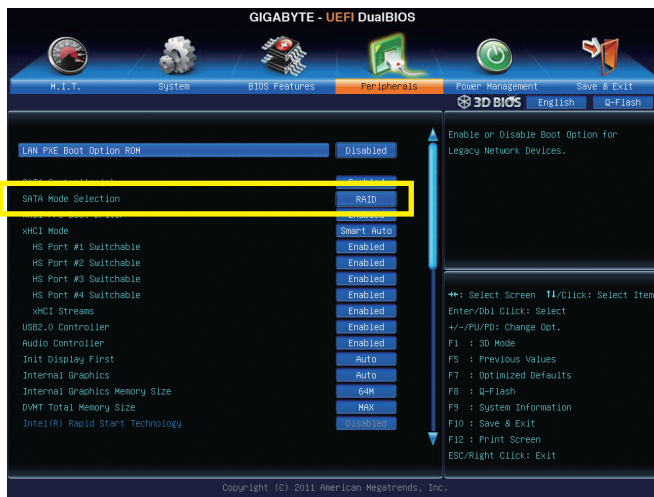 GIGABYTE - UEFI DualBIOS
M.I.T. System BIOS Features Peripherals Power Management Save & Exit
3D BIOS English Q-Flash
LAN PXE Boot Option ROM Disabled
SATA Mode Selection RAID
xHCI Mode Smart Auto
HS Port #1 Switchable Enabled
HS Port #2 Switchable Enabled
HS Port #3 Switchable Enabled
HS Port #4 Switchable Enabled
xHCI Streams Enabled
USB2.0 Controller Enabled
Audio Controller Enabled
Init Display First Auto
Internal Graphics Auto
Internal Graphics Memory Size 64M
DVMT Total Memory Size MAX
Intel(R) Rapid Start Technology Disabled
Enable or Disable Boot Option for
Legacy Network Devices.
→←: Select Screen ↑↓/Click: Select Item
Enter/Dbl Click: Select
+/-/PU/PD: Change Opt.
F1 : 3D Mode
F5 : Previous Values
F7 : Optimized Defaults
F8 : Q-Flash
F9 : System Information
F10 : Save & Exit
F12 : Print Screen
ESC/Right Click: Exit
Copyright (C) 2011 American Megatrends, Inc.